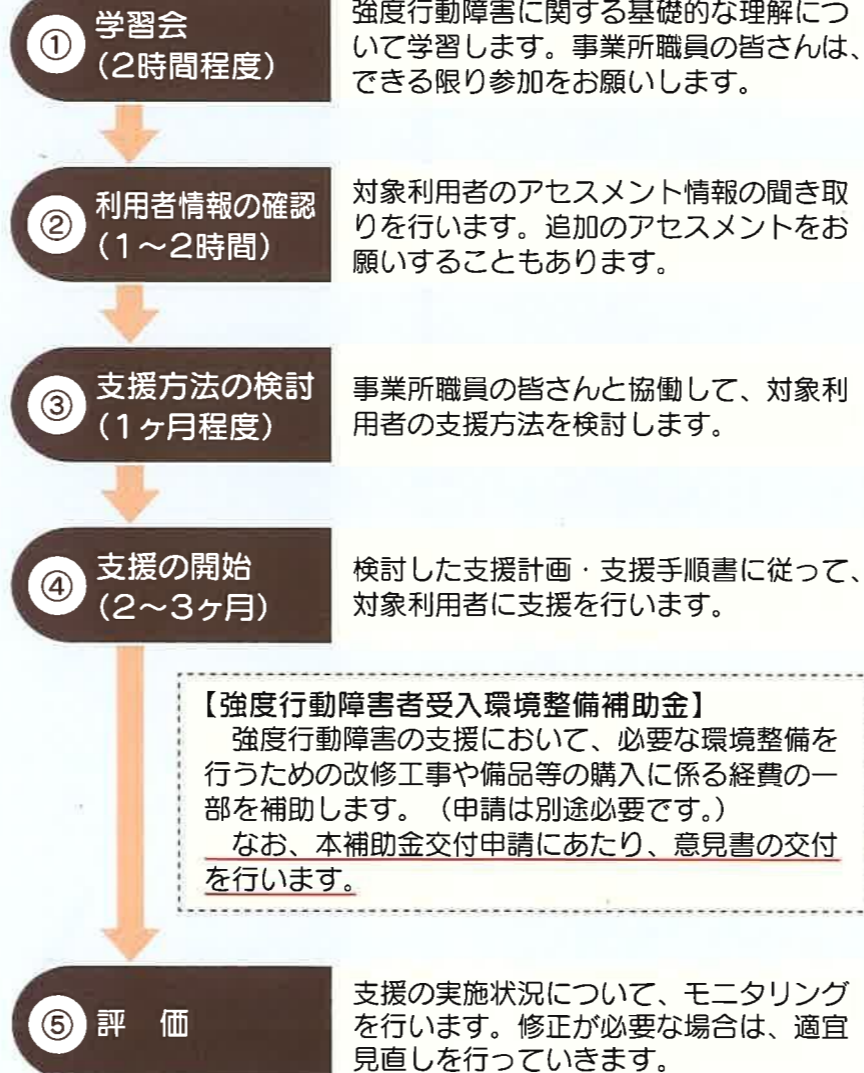 ① 学習会
(2時間程度)
強度行動障害に関する基礎的な理解につ
いて学習します。事業所職員の皆さんは、
できる限り参加をお願いします。
② 利用者情報の確認
(1〜2時間)
対象利用者のアセスメント情報の聞き取
りを行います。追加のアセスメントをお
願いすることもあります。
③ 支援方法の検討
(1ヶ月程度)
事業所職員の皆さんと協働して、対象利
用者の支援方法を検討します。
④ 支援の開始
(2〜3ヶ月)
検討した支援計画・支援手順書に従って、
対象利用者に支援を行います。
【強度行動障害者受入環境整備補助金】
強度行動障害の支援において、必要な環境整備を
行うための改修工事や備品等の購入に係る経費の一
部を補助します。(申請は別途必要です。)
なお、本補助金交付申請にあたり、意見書の交付
を行います。
⑤ 評 価
支援の実施状況について、モニタリング
を行います。修正が必要な場合は、適宜
見直しを行っていきます。